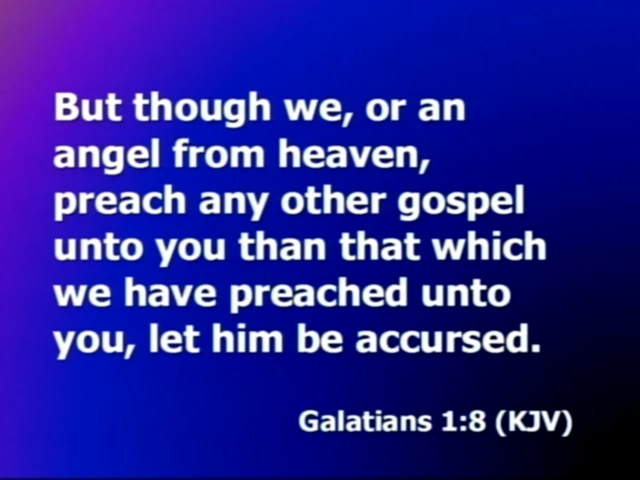 But though we, or an
angel from heaven,
preach any other gospel
unto you than that which
we have preached unto
you, let him be accursed.
Galatians 1:8 (KJV)